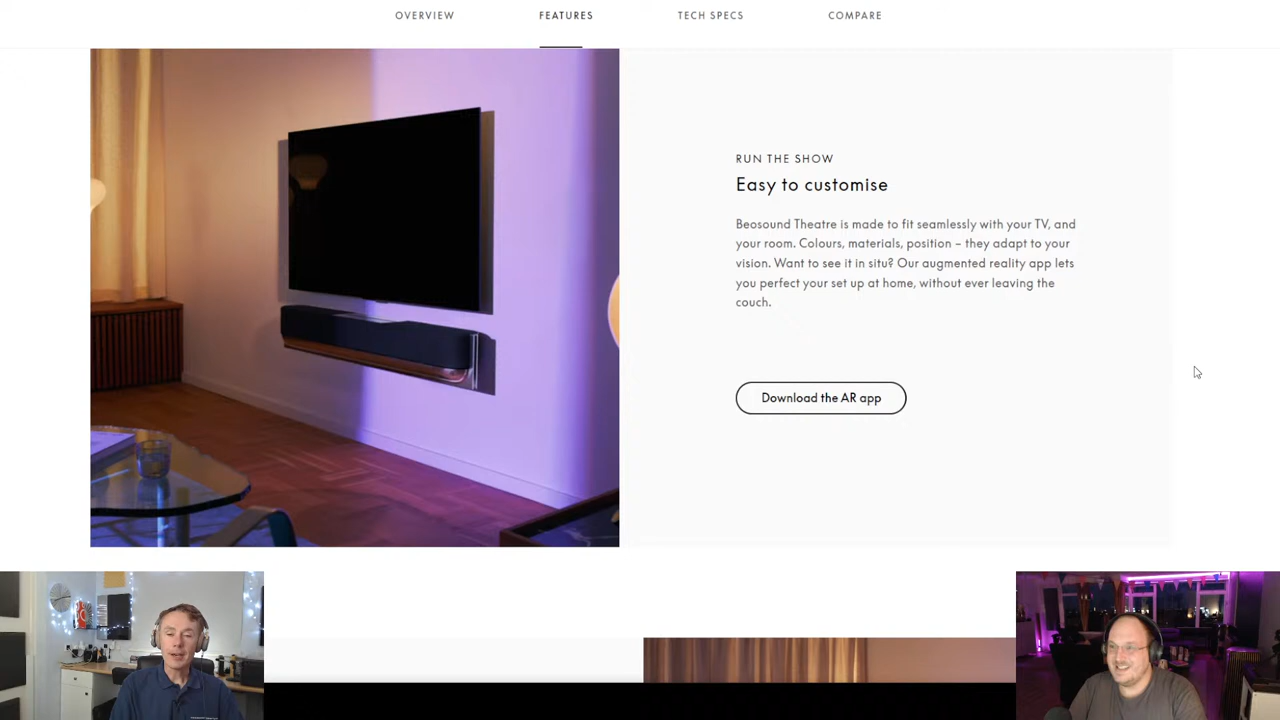 OVERVIEW
FEATURES
TECH SPECS
COMPARE
RUN THE SHOW
Easy to customise
Beosound Theatre is made to fit seamlessly with your TV, and
your room. Colours, materials, position – they adapt to your
vision. Want to see it in situ? Our augmented reality app lets
you perfect your set up at home, without ever leaving the
couch.
Download the AR app